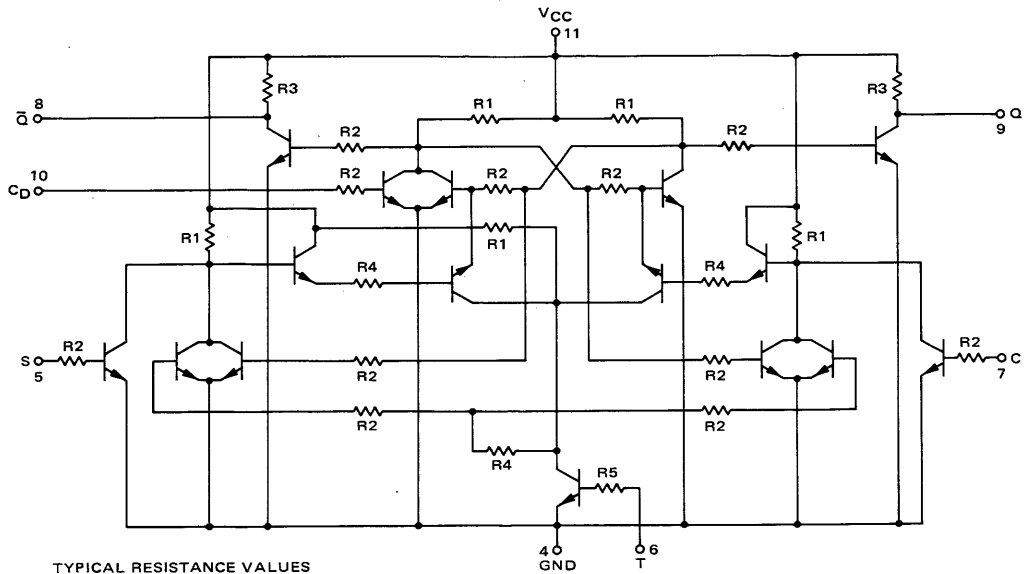 VCC
11
R3
R3
8
Q̅
R1
R1
Q
9
R2
R2
10
CD
R2
R2
R2
R1
R1
R1
R4
R4
S
5
R2
R2
C
7
R2
R2
R2
R2
R4
R5
4
GND
6
T
TYPICAL RESISTANCE VALUES